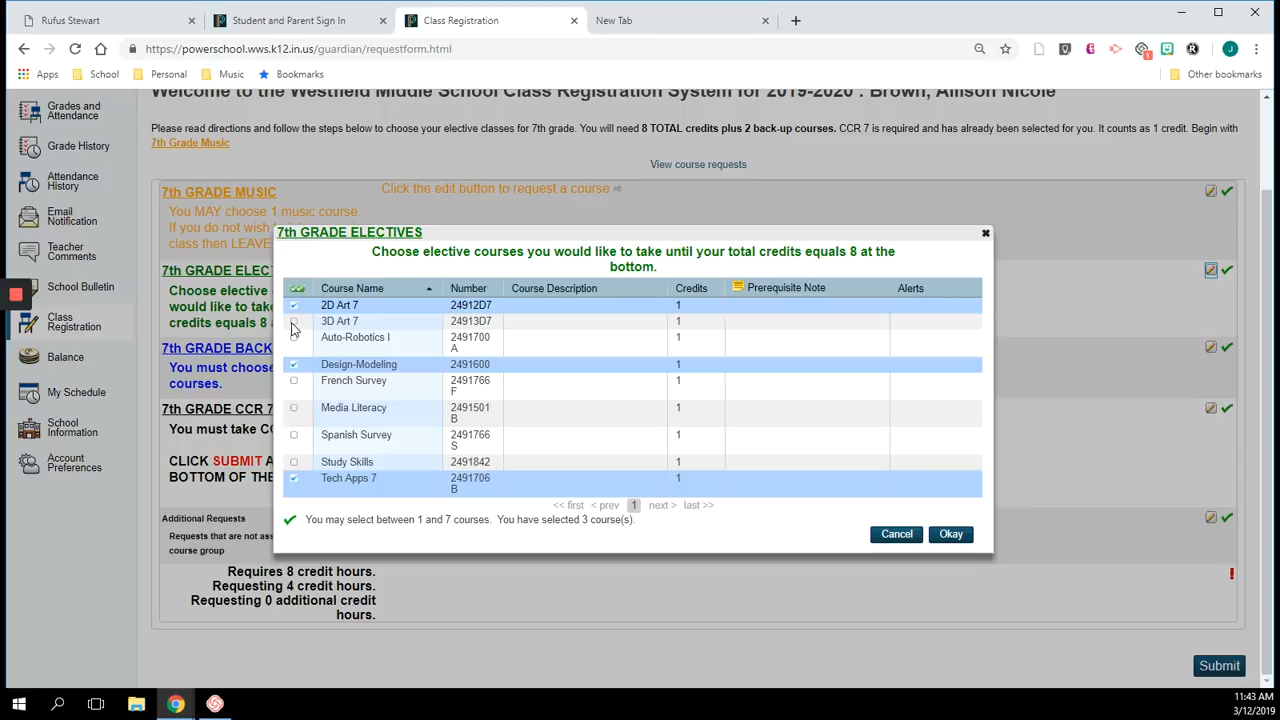 Rufus Stewart
Student and Parent Sign In
Class Registration
New Tab
https://powerschool.wws.k12.in.us/guardian/requestform.html
Apps School Personal Music Bookmarks Other bookmarks
Welcome to the Westfield Middle School Class Registration System for 2019-2020 : Brown, Allison Nicole
Please read directions and follow the steps below to choose your elective classes for 7th grade. You will need 8 TOTAL credits plus 2 back-up courses. CCR 7 is required and has already been selected for you. It counts as 1 credit. Begin with
7th Grade Music
View course requests
Grades and
Attendance
Grade History
Attendance
History
Email
Notification
Teacher
Comments
School Bulletin
Class
Registration
Balance
My Schedule
School
Information
Account
Preferences
7th GRADE MUSIC
Click the edit button to request a course
You MAY choose 1 music course.
If you do not wish
class then LEAVE
7th GRADE ELEC
Choose elective
would like to take
credits equals 8
7th GRADE BACK
You must choose
courses.
7th GRADE CCR 7
You must take CC
CLICK SUBMIT A
BOTTOM OF THE
Additional Requests
Requests that are not ass
course group
Requires 8 credit hours.
Requesting 4 credit hours.
Requesting 0 additional credit
hours.
7th GRADE ELECTIVES
Choose elective courses you would like to take until your total credits equals 8 at the
bottom.
Course Name Number Course Description Credits Prerequisite Note Alerts
2D Art 7 24912D7 1
3D Art 7 24913D7 1
Auto-Robotics I 2491700 1
A
Design-Modeling 2491600 1
French Survey 2491766 1
F
Media Literacy 2491501 1
B
Spanish Survey 2491766 1
S
Study Skills 2491842 1
Tech Apps 7 2491706 1
B
<< first < prev 1 next > last >>
You may select between 1 and 7 courses. You have selected 3 course(s).
Cancel Okay
Submit
11:43 AM
3/12/2019